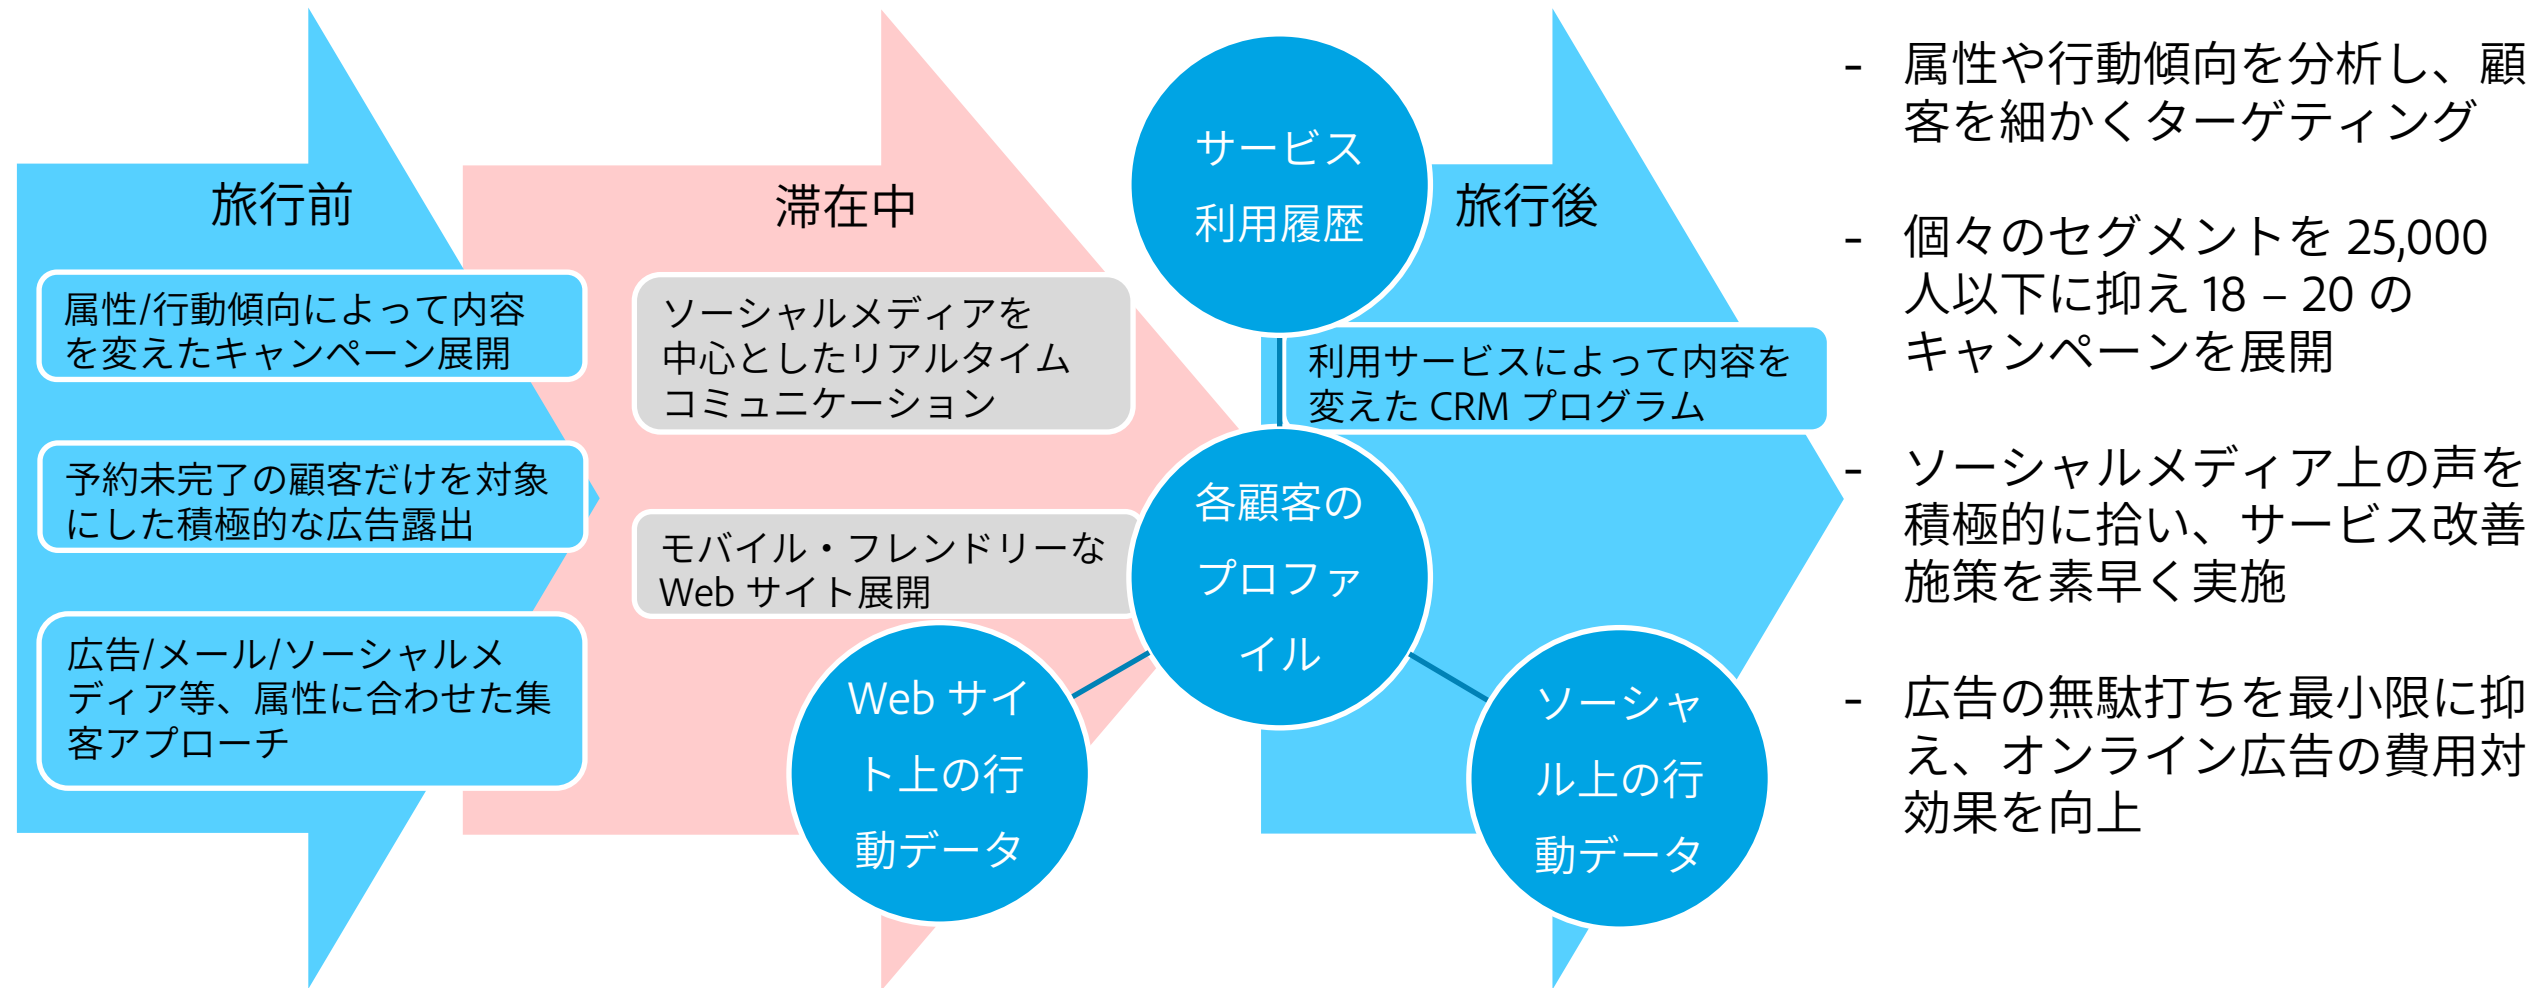 旅行前
属性/行動傾向によって内容
を変えたキャンペーン展開
予約未完了の顧客だけを対象
にした積極的な広告露出
広告/メール/ソーシャルメ
ディア等、属性に合わせた集
客アプローチ
滞在中
ソーシャルメディアを
中心としたリアルタイム
コミュニケーション
モバイル・フレンドリーな
Web サイト展開
サービス
利用履歴
各顧客の
プロファ
イル
Web サイ
ト上の行
動データ
ソーシャ
ル上の行
動データ
旅行後
利用サービスによって内容を
変えた CRM プログラム
- 属性や行動傾向を分析し、顧
客を細かくターゲティング
- 個々のセグメントを 25,000
人以下に抑え 18 – 20 の
キャンペーンを展開
- ソーシャルメディア上の声を
積極的に拾い、サービス改善
施策を素早く実施
- 広告の無駄打ちを最小限に抑
え、オンライン広告の費用対
効果を向上